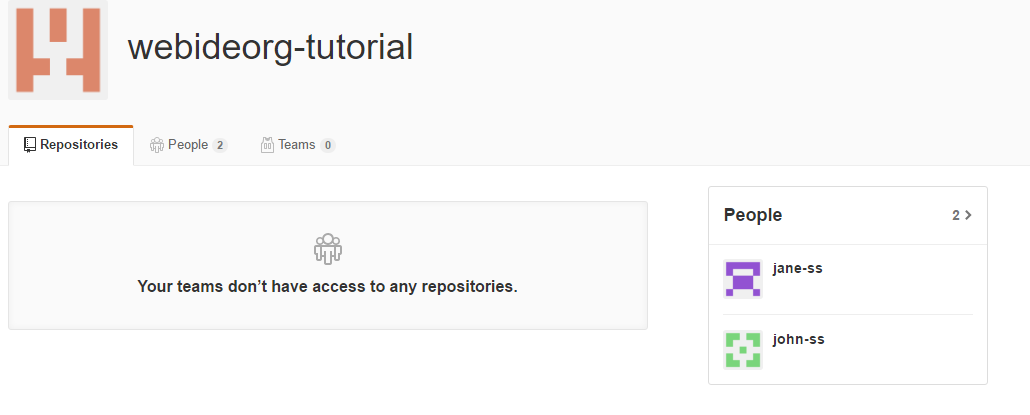 webideorg-tutorial
Repositories People 2 Teams 0
Your teams don’t have access to any repositories.
People 2
jane-ss
john-ss